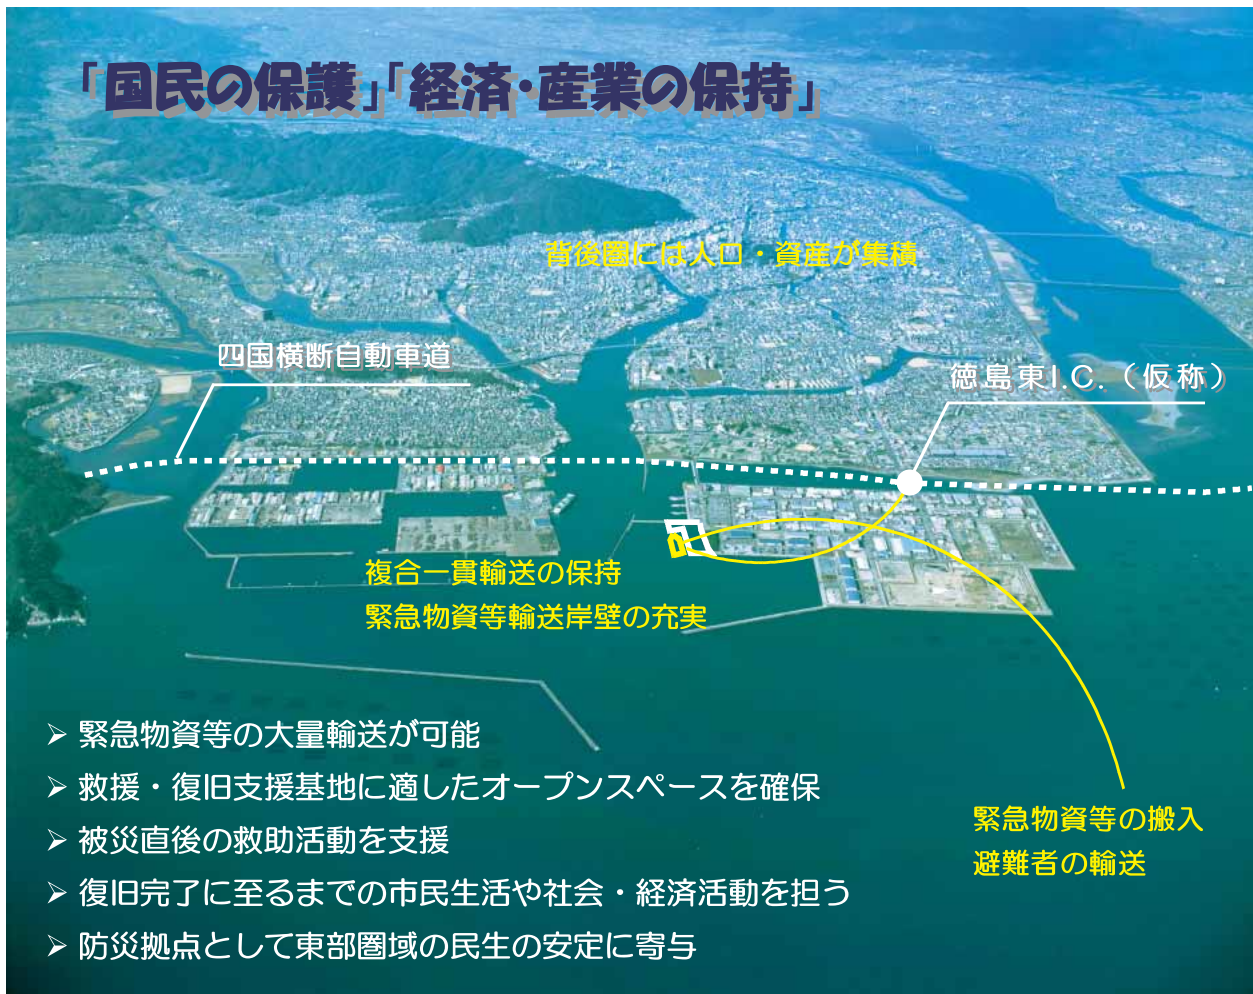 「国民の保護」「経済・産業の保持」
背後圏には人口・資産が集積
四国横断自動車道
徳島東I.C.（仮称）
複合一貫輸送の保持
緊急物資等輸送岸壁の充実
➢ 緊急物資等の大量輸送が可能
➢ 救援・復旧支援基地に適したオープンスペースを確保
➢ 被災直後の救助活動を支援
➢ 復旧完了に至るまでの市民生活や社会・経済活動を担う
➢ 防災拠点として東部圏域の民生の安定に寄与
緊急物資等の搬入
避難者の輸送